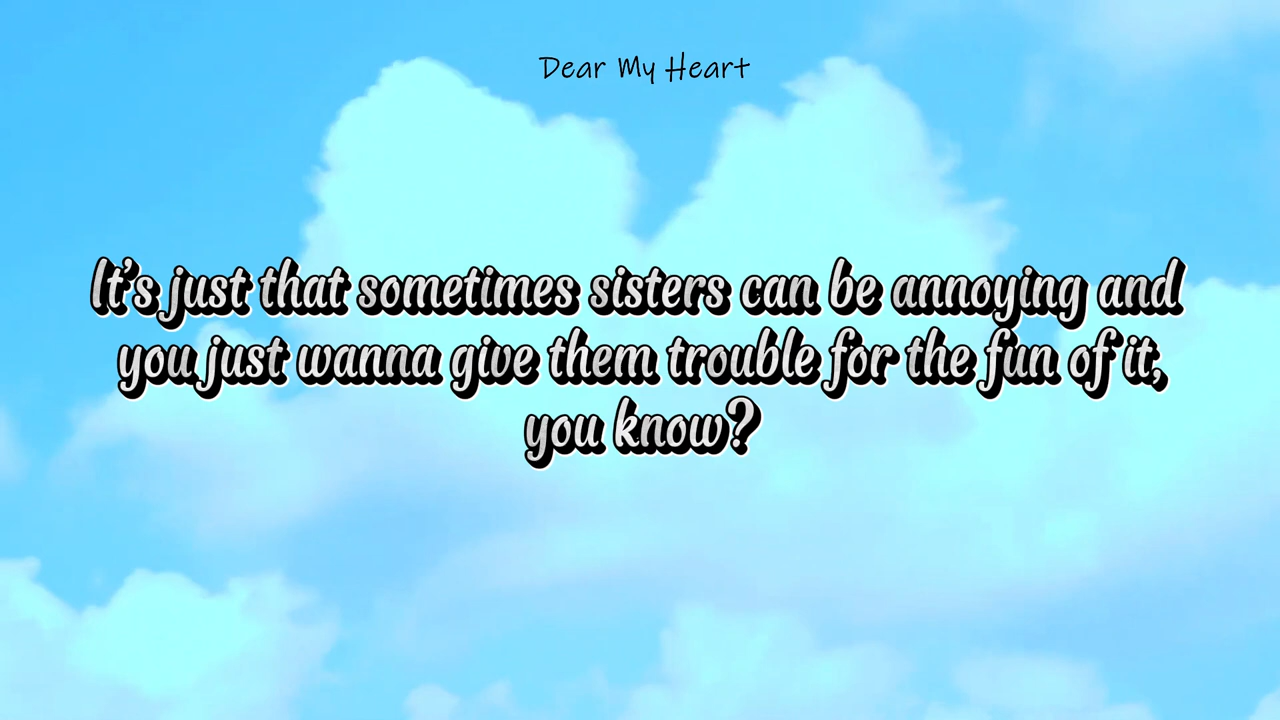 Dear My Heart
It's just that sometimes sisters can be annoying and
you just wanna give them trouble for the fun of it,
you know?